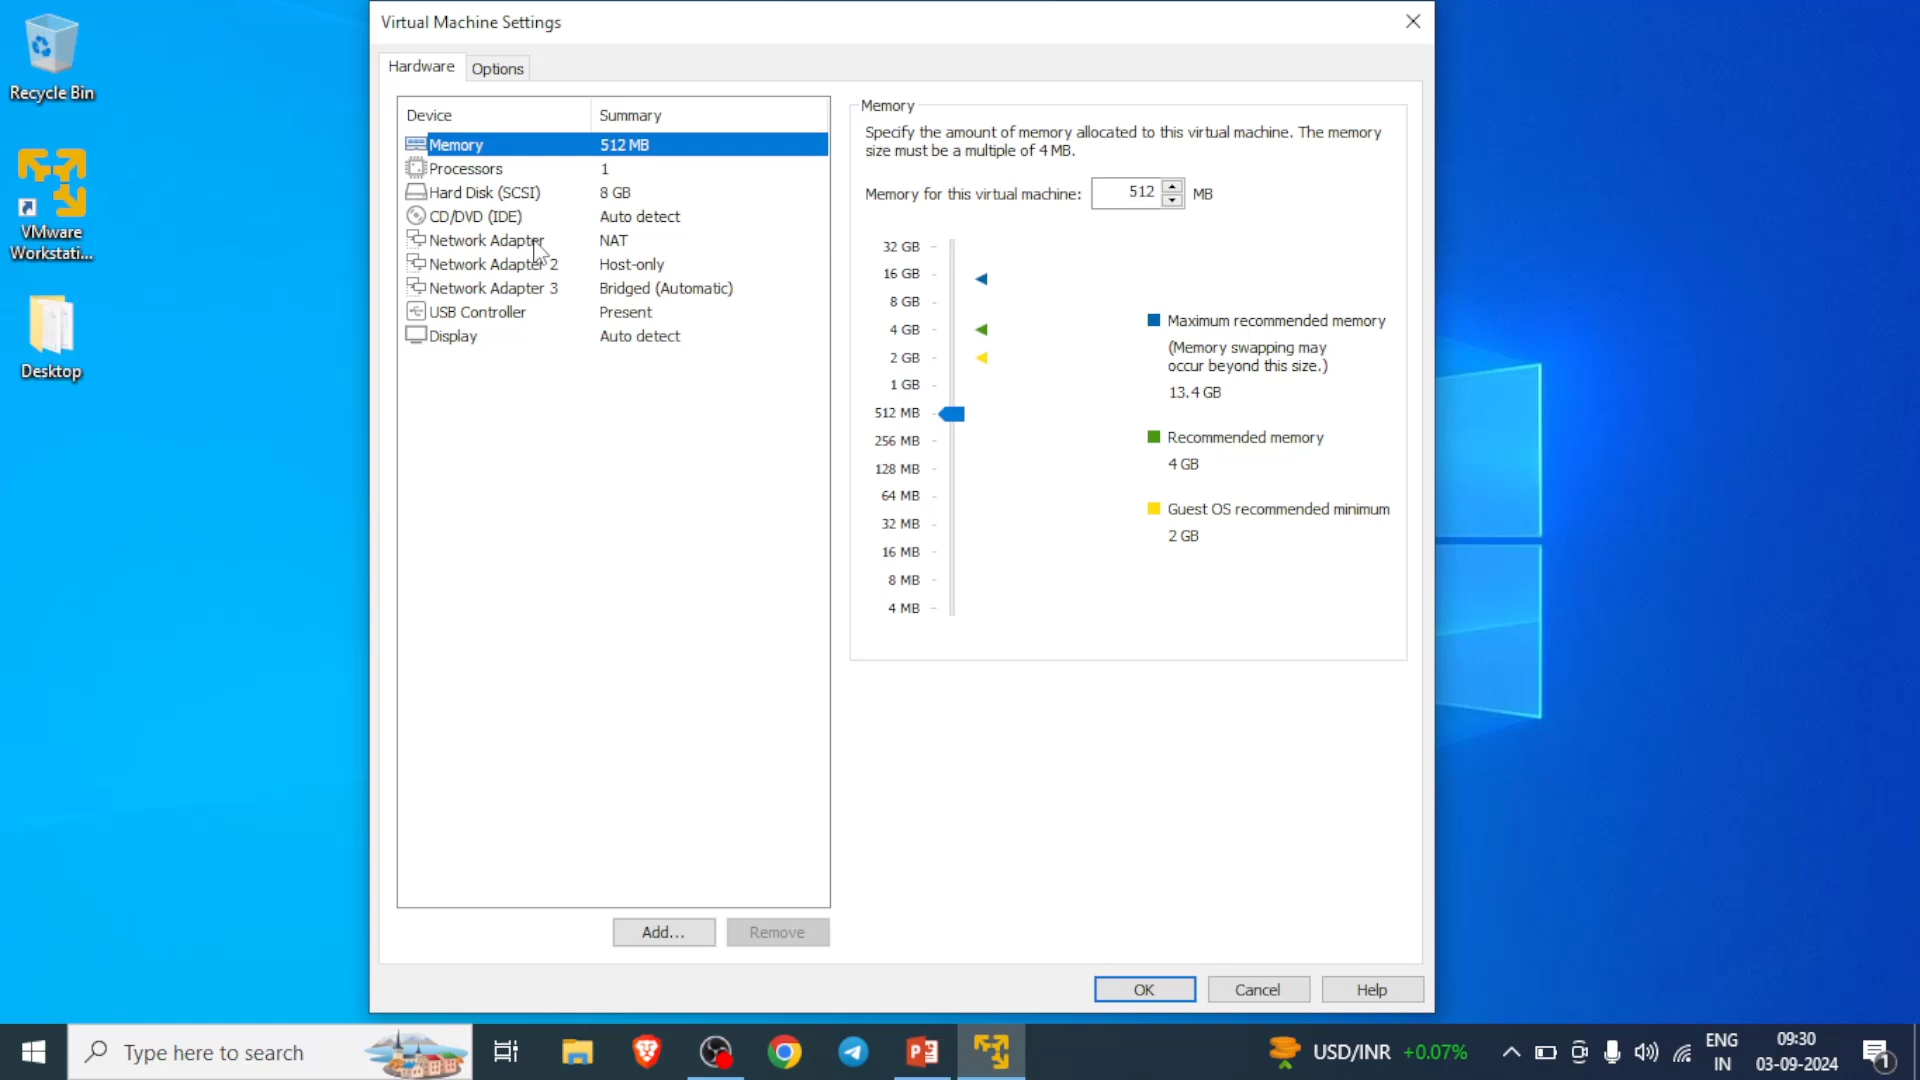 Virtual Machine Settings
Hardware
Options
Recycle Bin
VMware
Workstati...
Desktop
Device Summary
Memory 512 MB
Processors 1
Hard Disk (SCSI) 8 GB
CD/DVD (IDE) Auto detect
Network Adapter NAT
Network Adapter 2 Host-only
Network Adapter 3 Bridged (Automatic)
USB Controller Present
Display Auto detect
Add...
Remove
Memory
Specify the amount of memory allocated to this virtual machine. The memory
size must be a multiple of 4 MB.
Memory for this virtual machine: 512 MB
32 GB
16 GB
8 GB
4 GB
2 GB
1 GB
512 MB
256 MB
128 MB
64 MB
32 MB
16 MB
8 MB
4 MB
Maximum recommended memory
(Memory swapping may
occur beyond this size.)
13.4 GB
Recommended memory
4 GB
Guest OS recommended minimum
2 GB
OK
Cancel
Help
Type here to search
USD/INR +0.07%
ENG
IN
09:30
03-09-2024
1